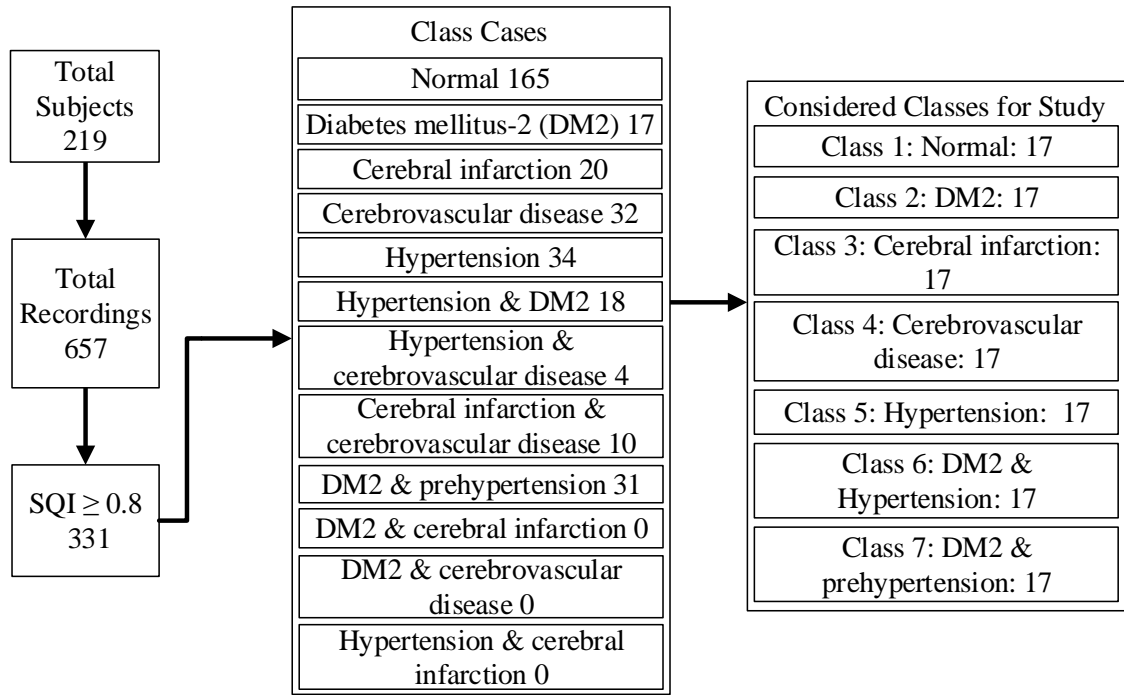 Total
Subjects
219
Total
Recordings
657
SQI ≥ 0.8
331
Class Cases
Normal 165
Diabetes mellitus-2 (DM2) 17
Cerebral infarction 20
Cerebrovascular disease 32
Hypertension 34
Hypertension & DM2 18
Hypertension &
cerebrovascular disease 4
Cerebral infarction &
cerebrovascular disease 10
DM2 & prehypertension 31
DM2 & cerebral infarction 0
DM2 & cerebrovascular
disease 0
Hypertension & cerebral
infarction 0
Considered Classes for Study
Class 1: Normal: 17
Class 2: DM2: 17
Class 3: Cerebral infarction:
17
Class 4: Cerebrovascular
disease: 17
Class 5: Hypertension: 17
Class 6: DM2 &
Hypertension: 17
Class 7: DM2 &
prehypertension: 17